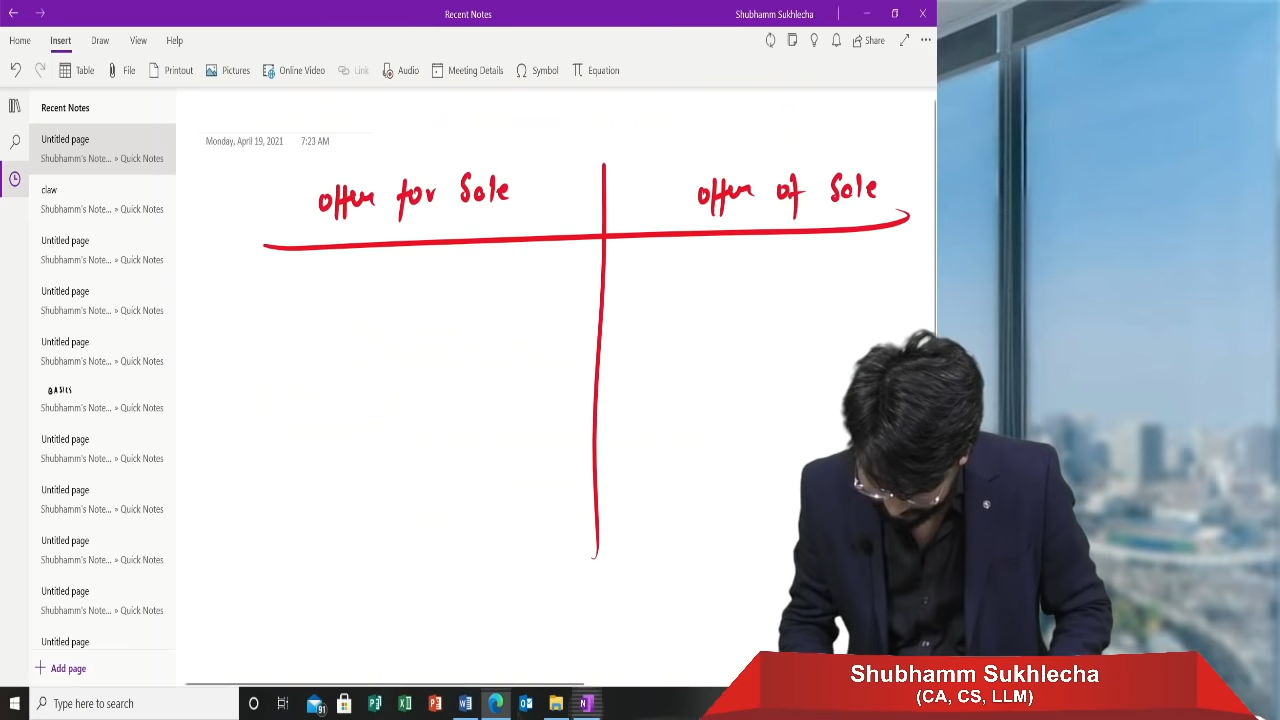 Recent Notes
Shubhamm Sukhlecha
Home Insert Draw View Help
Share
Table File Printout Pictures Online Video Link Audio Meeting Details Symbol Equation
Recent Notes
Untitled page
Shubhamm's Note... » Quick Notes
claw
Shubhamm's Note... » Quick Notes
Untitled page
Shubhamm's Note... » Quick Notes
Untitled page
Shubhamm's Note... » Quick Notes
Untitled page
Shubhamm's Note... » Quick Notes
BASICS
Shubhamm's Note... » Quick Notes
Untitled page
Shubhamm's Note... » Quick Notes
Untitled page
Shubhamm's Note... » Quick Notes
Untitled page
Shubhamm's Note... » Quick Notes
Untitled page
Shubhamm's Note... » Quick Notes
Untitled page
Add page
Monday, April 19, 2021 7:23 AM
offer for Sale
offer of Sale
Shubhamm Sukhlecha
(CA, CS, LLM)
Type here to search
91